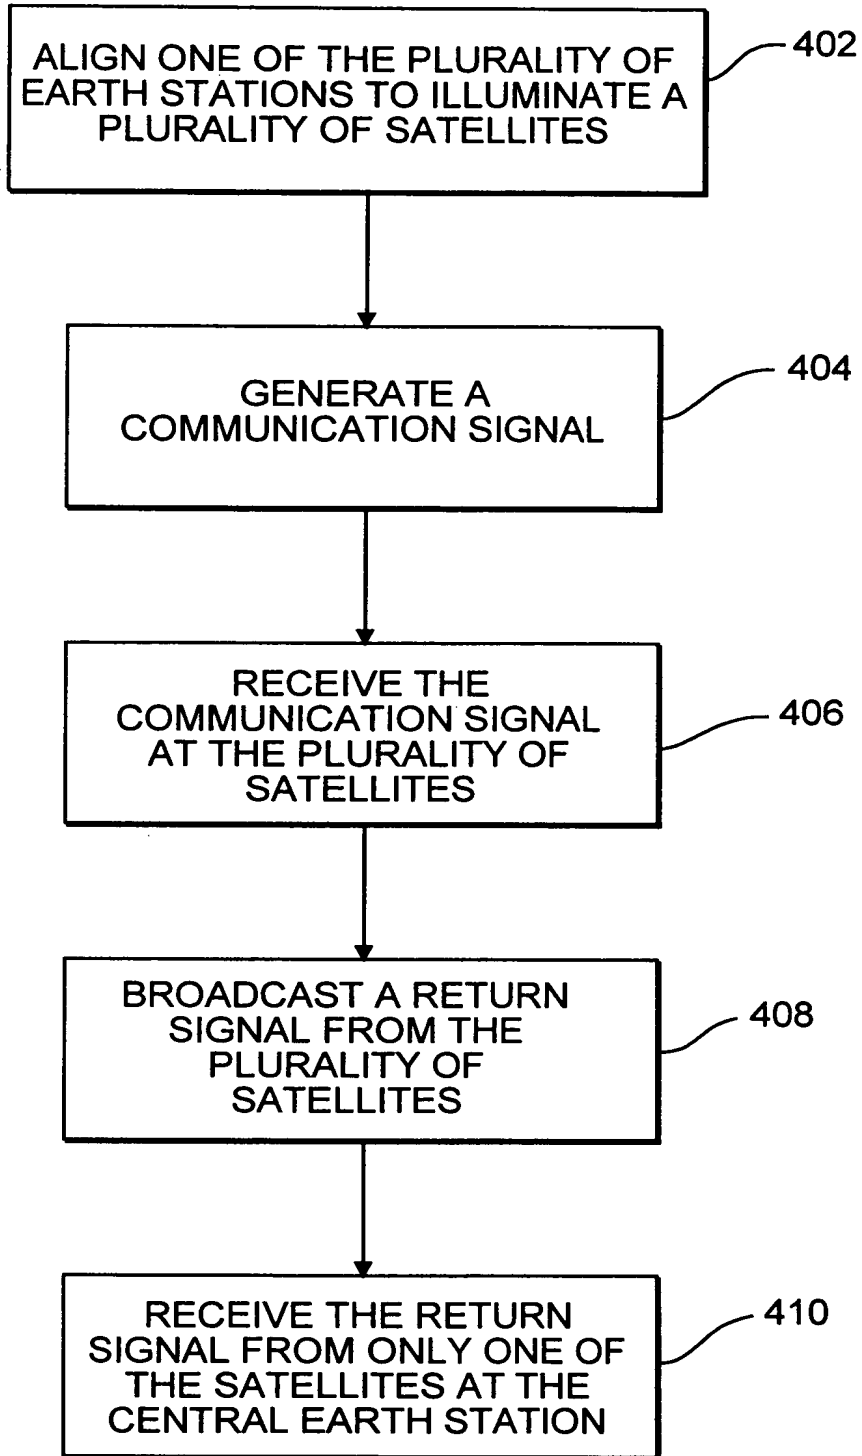 ALIGN ONE OF THE PLURALITY OF
EARTH STATIONS TO ILLUMINATE A
PLURALITY OF SATELLITES
402
GENERATE A
COMMUNICATION SIGNAL
404
RECEIVE THE
COMMUNICATION SIGNAL
AT THE PLURALITY OF
SATELLITES
406
BROADCAST A RETURN
SIGNAL FROM THE
PLURALITY OF
SATELLITES
408
RECEIVE THE RETURN
SIGNAL FROM ONLY ONE OF
THE SATELLITES AT THE
CENTRAL EARTH STATION
410